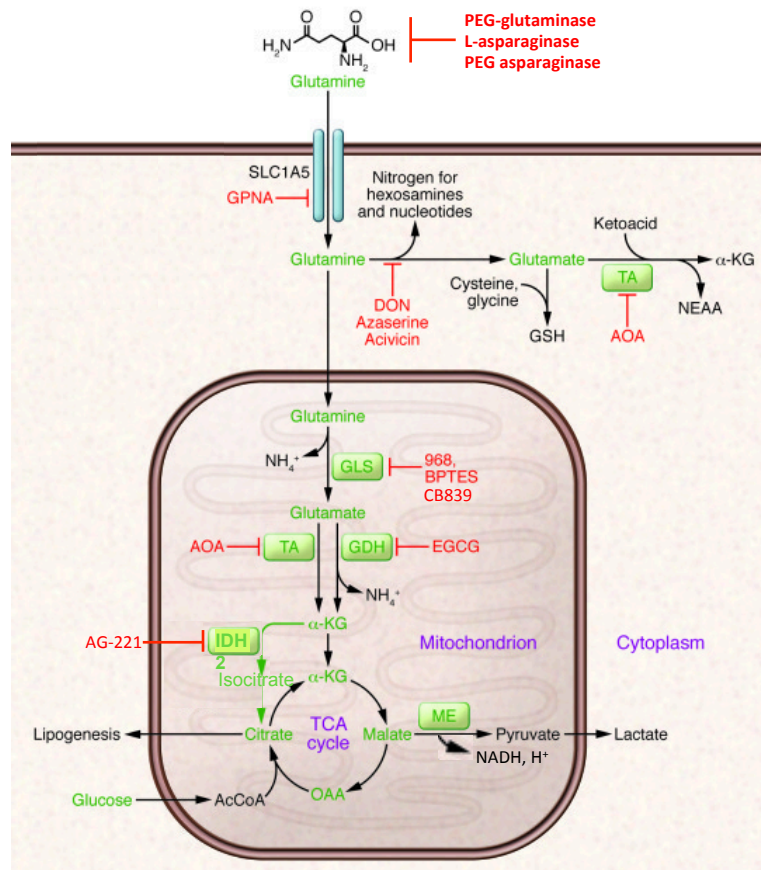 PEG-glutaminase
L-asparaginase
PEG asparaginase
O
O
H₂N
OH
NH₂
Glutamine
SLC1A5
GPNA
Nitrogen for
hexosamines
and nucleotides
Ketoacid
Glutamine
Glutamate
α-KG
TA
Cysteine,
glycine
NEAA
DON
Azaserine
Acivicin
GSH
AOA
Glutamine
NH₄⁺
GLS
968,
BPTES
CB839
Glutamate
AOA
TA
GDH
EGCG
NH₄⁺
α-KG
AG-221
IDH
2
Mitochondrion
Cytoplasm
Isocitrate
α-KG
TCA
cycle
ME
Lipogenesis
Citrate
Malate
Pyruvate
Lactate
NADH, H⁺
Glucose
AcCoA
OAA